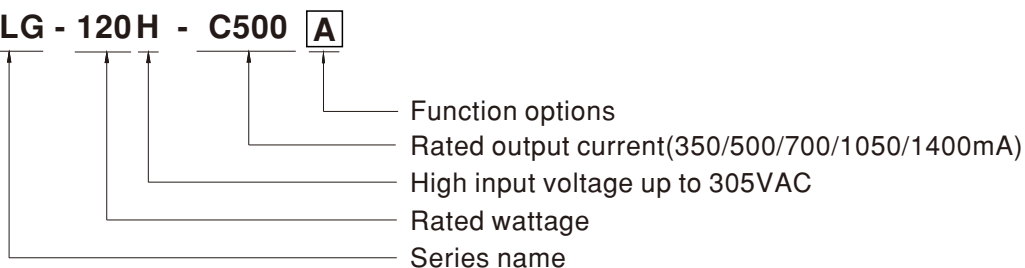 LG - 120 H - C500 A
Function options
Rated output current(350/500/700/1050/1400mA)
High input voltage up to 305VAC
Rated wattage
Series name